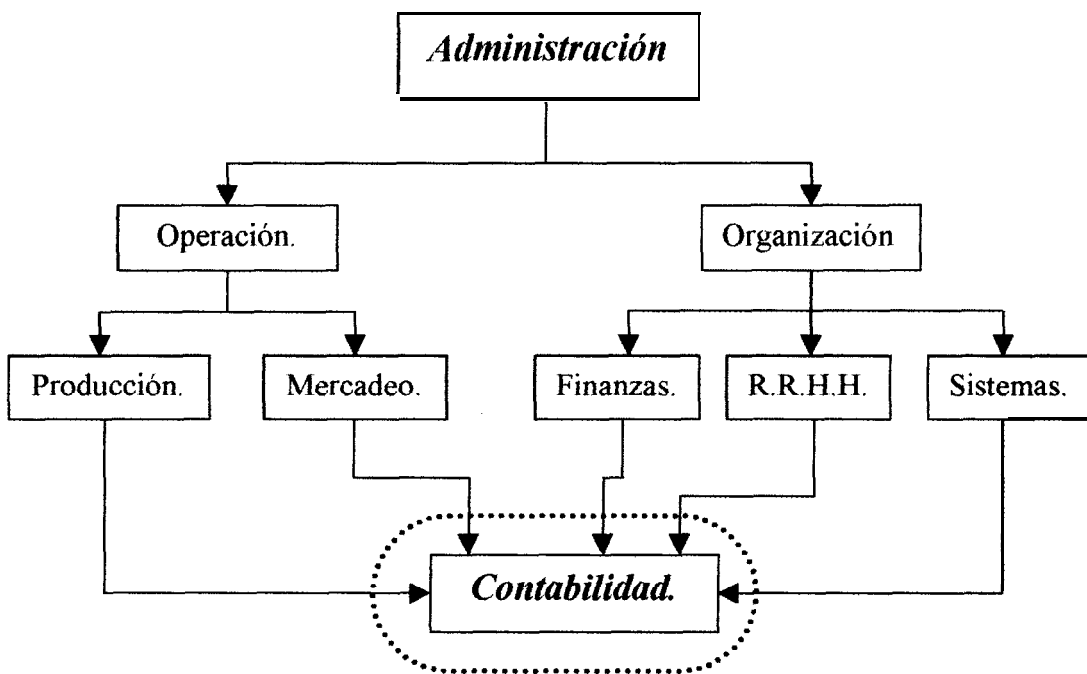 Administración
Operación.
Organización
Producción.
Mercadeo.
Finanzas.
R.R.H.H.
Sistemas.
Contabilidad.